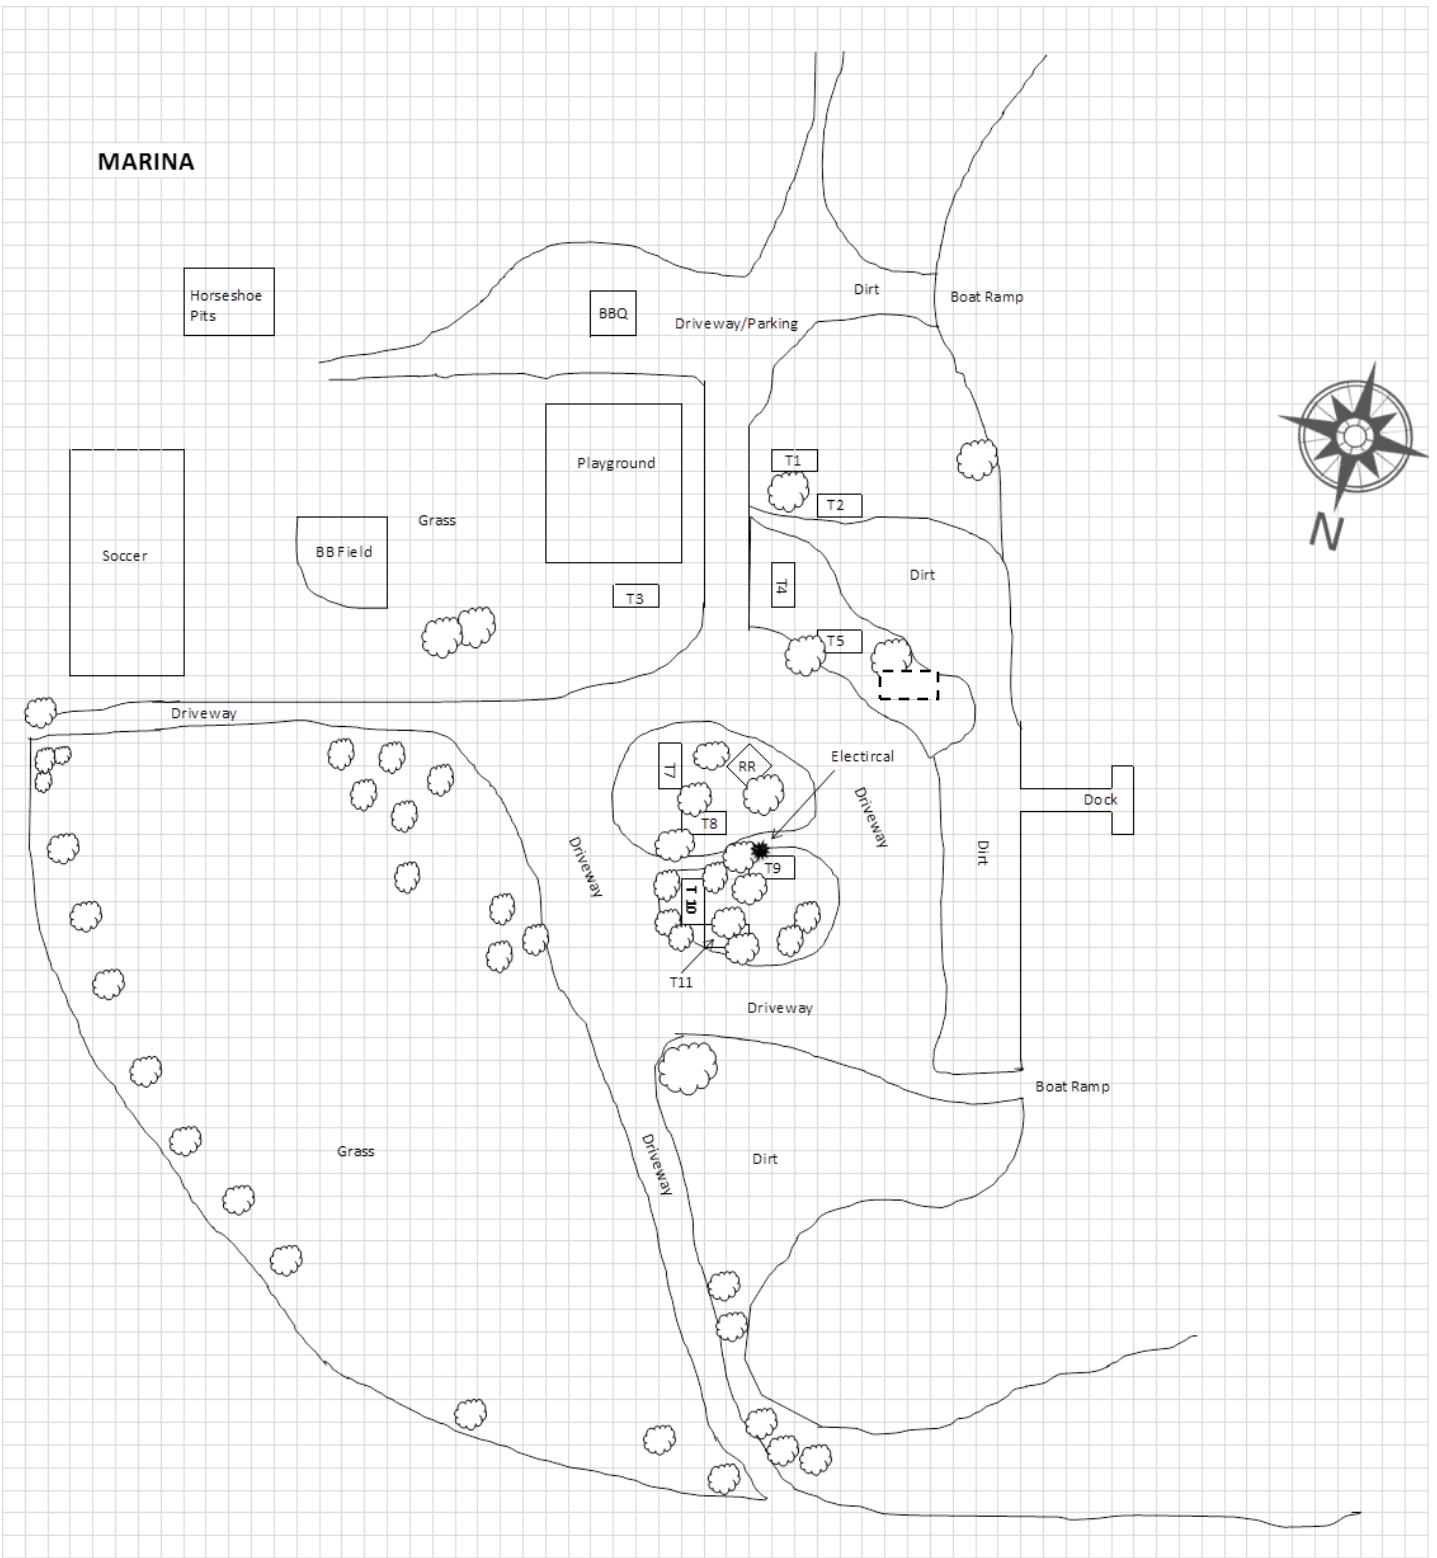 MARINA
Horseshoe
Pits
BBQ
Dirt
Boat Ramp
Driveway/Parking
Playground
T1
T2
Grass
Soccer
BB Field
Dirt
T3
T4
T5
N
Driveway
T7
RR
Electircal
T8
Driveway
Dock
Driveway
T9
Dirt
T 10
T11
Driveway
Boat Ramp
Grass
Driveway
Dirt